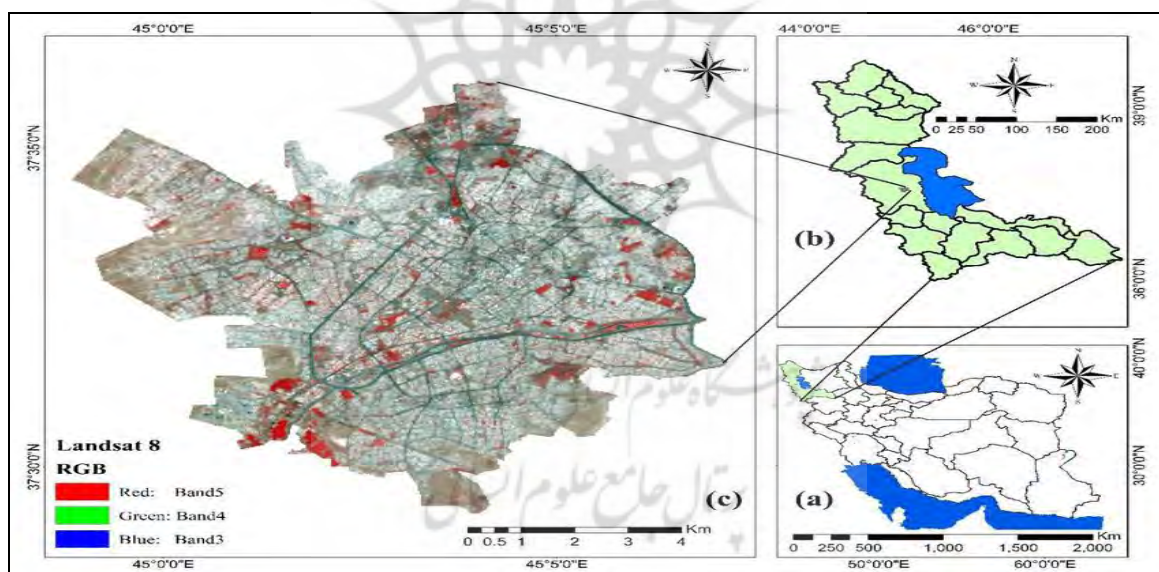 45°0'0"E 45°5'0"E
37°35'0"N
37°30'0"N
Landsat 8
RGB
Red: Band5
Green: Band4
Blue: Band3
(c)
Km
0 0.5 1 2 3 4
45°0'0"E 45°5'0"E
44°0'0"E 46°0'0"E
39°0'0"N
36°0'0"N
Km
0 25 50 100 150 200
(b)
40°0'0"N
30°0'0"N
(a)
Km
0 250 500 1,000 1,500 2,000
50°0'0"E 60°0'0"E
پرتال جامع علوم انسانی